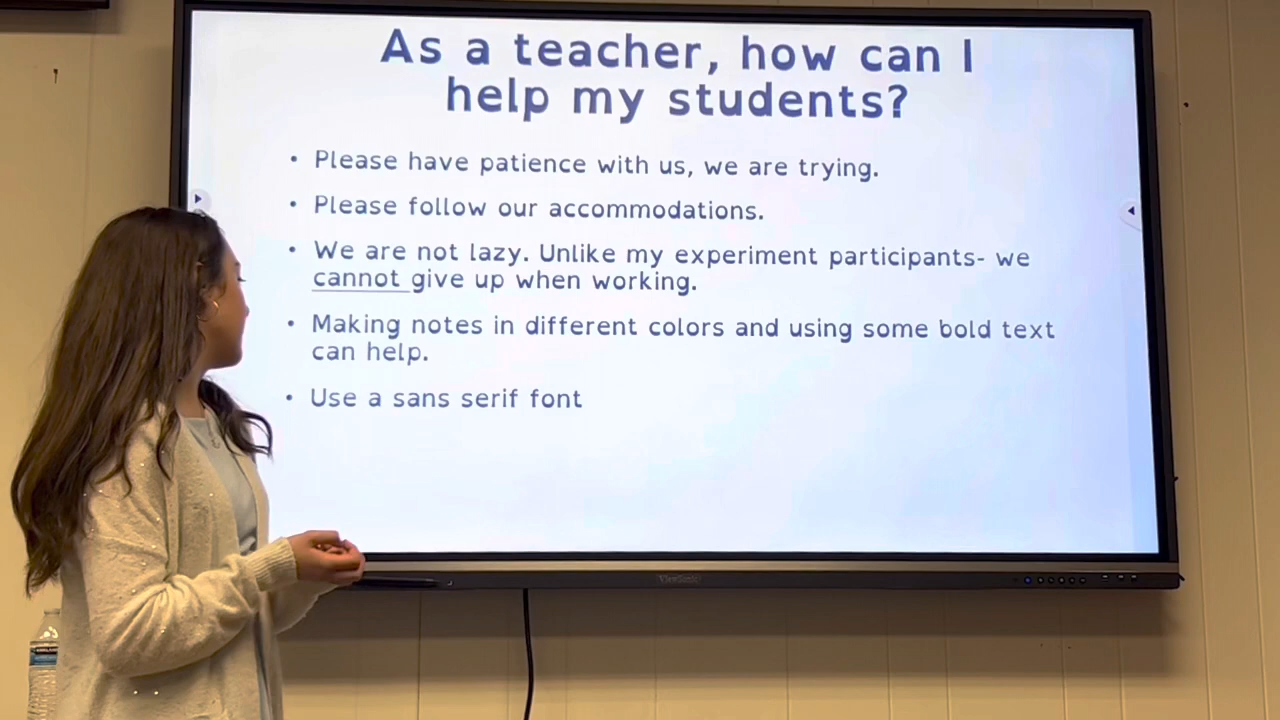 As a teacher, how can I
help my students?
• Please have patience with us, we are trying.
• Please follow our accommodations.
• We are not lazy. Unlike my experiment participants- we
cannot give up when working.
• Making notes in different colors and using some bold text
can help.
• Use a sans serif font
ViewSonic